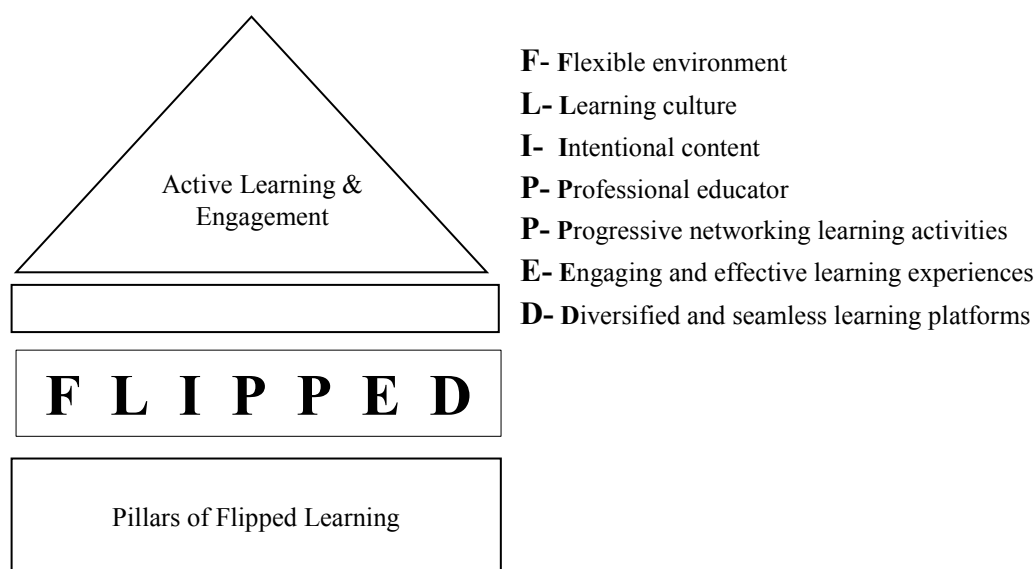 Active Learning &
Engagement
F L I P P E D
Pillars of Flipped Learning
F- Flexible environment
L- Learning culture
I- Intentional content
P- Professional educator
P- Progressive networking learning activities
E- Engaging and effective learning experiences
D- Diversified and seamless learning platforms